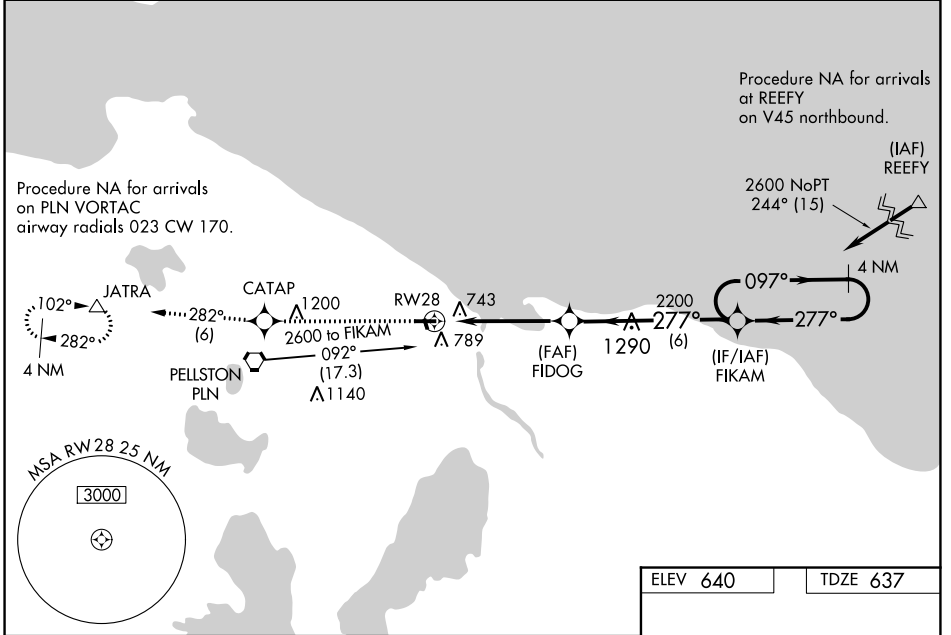 Procedure NA for arrivals
at REEFY
on V45 northbound.
(IAF)
REEFY
2600 NoPT
244° (15)
Procedure NA for arrivals
on PLN VORTAC
airway radials 023 CW 170.
4 NM
097°
277°
JATRA
102°
282°
4 NM
282°
(6)
CATAP
1200
2600 to FIKAM
092°
(17.3)
1140
PELLSTON
PLN
RW28
743
789
(FAF)
FIDOG
2200
277°
(6)
1290
(IF/IAF)
FIKAM
MSA RW28 25 NM
3000
ELEV 640
TDZE 637